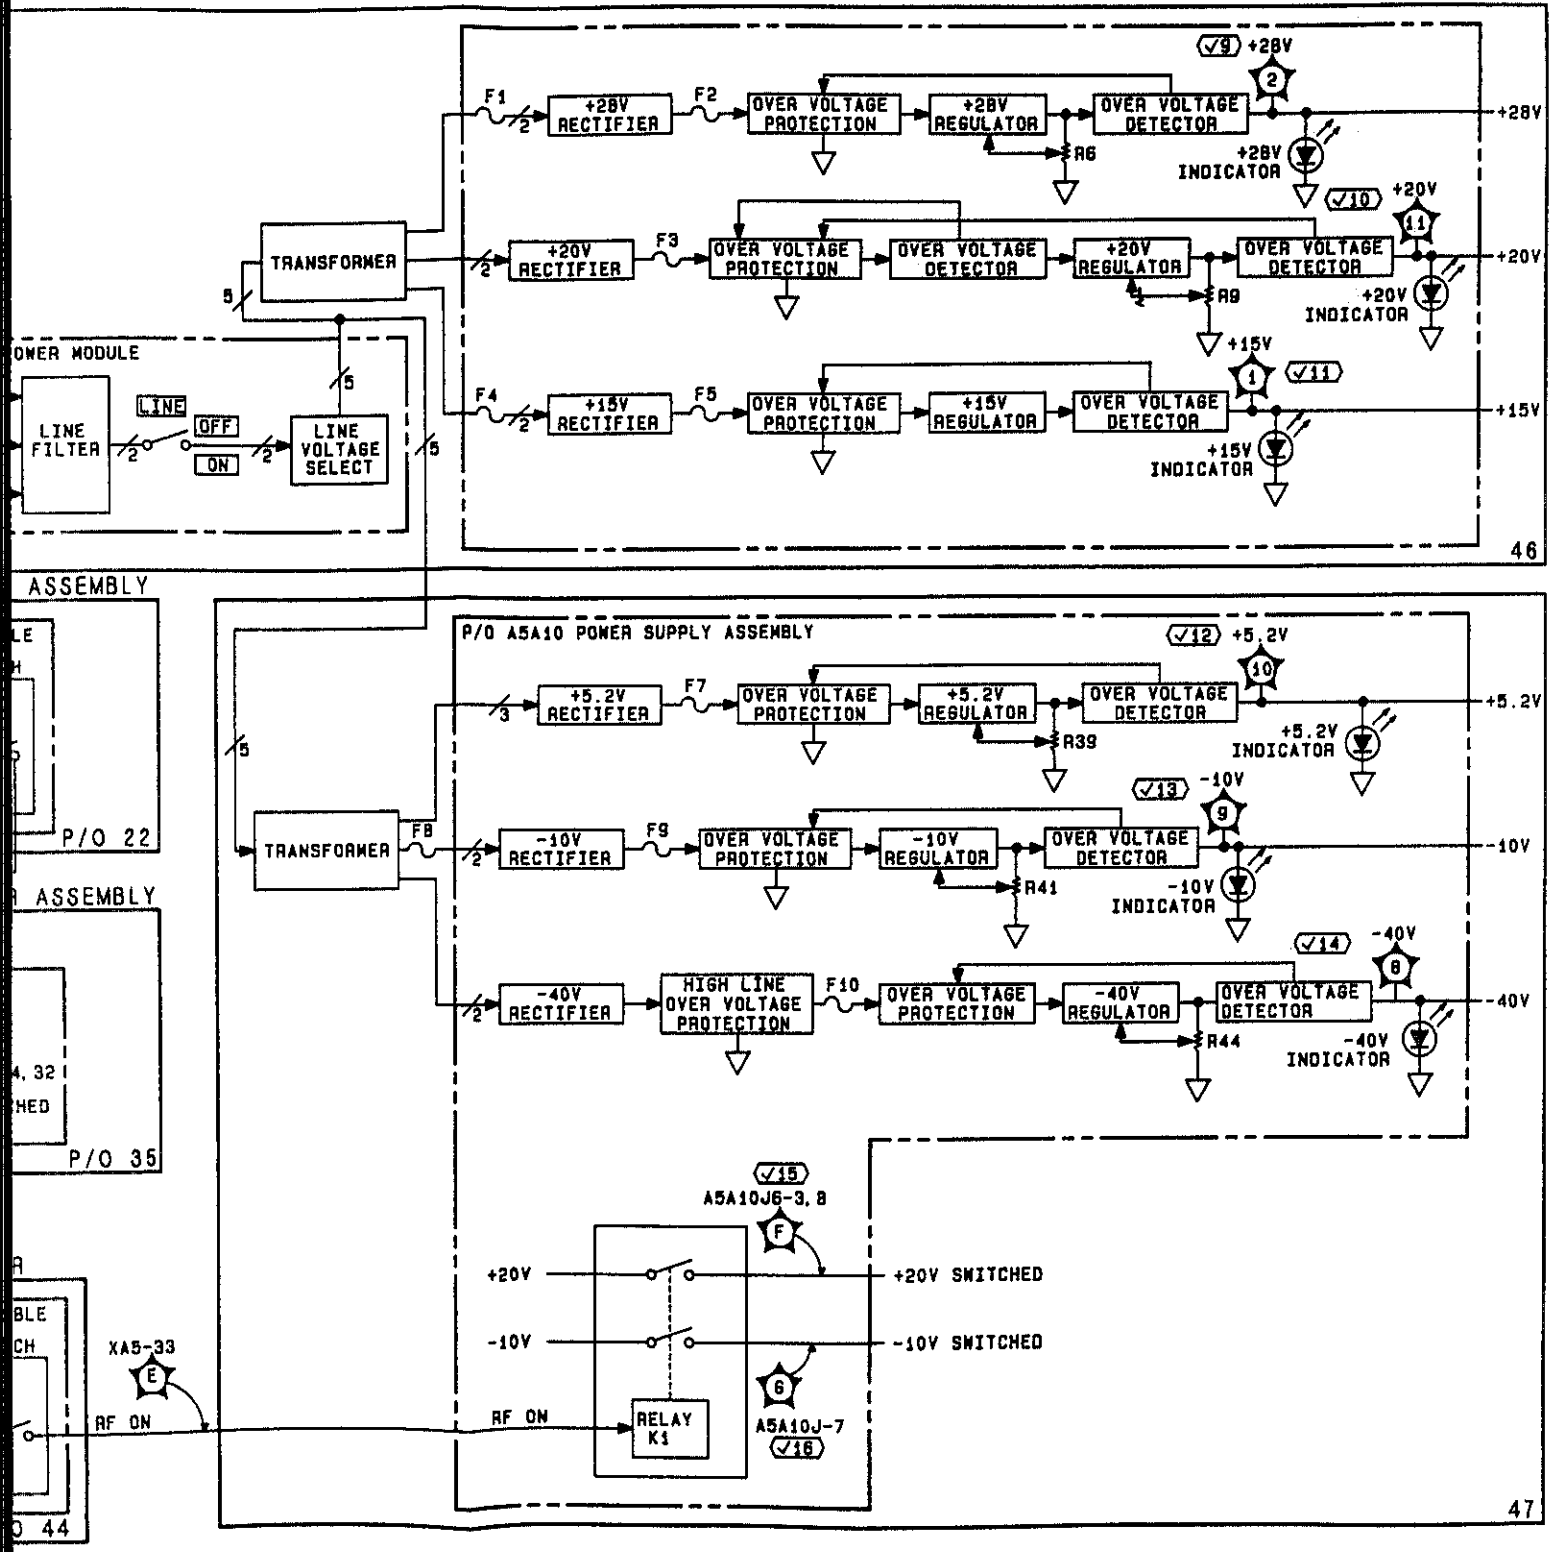 √9 +28V
2
F1
2
+28V
RECTIFIER
F2
OVER VOLTAGE
PROTECTION
+28V
REGULATOR
OVER VOLTAGE
DETECTOR
+28V
R6
+28V
INDICATOR
√10 +20V
11
TRANSFORMER
2
+20V
RECTIFIER
F3
OVER VOLTAGE
PROTECTION
OVER VOLTAGE
DETECTOR
+20V
REGULATOR
OVER VOLTAGE
DETECTOR
+20V
R9
+20V
INDICATOR
5
+15V
1
√11
OWER MODULE
5
F4
2
+15V
RECTIFIER
F5
OVER VOLTAGE
PROTECTION
+15V
REGULATOR
OVER VOLTAGE
DETECTOR
+15V
LINE
FILTER
2
LINE
OFF
ON
2
LINE
VOLTAGE
SELECT
5
+15V
INDICATOR
46
ASSEMBLY
LE
H
P/O 22
P/O A5A10 POWER SUPPLY ASSEMBLY
√12 +5.2V
10
3
+5.2V
RECTIFIER
F7
OVER VOLTAGE
PROTECTION
+5.2V
REGULATOR
OVER VOLTAGE
DETECTOR
+5.2V
5
R39
+5.2V
INDICATOR
√13
-10V
9
TRANSFORMER
F8
2
-10V
RECTIFIER
F9
OVER VOLTAGE
PROTECTION
-10V
REGULATOR
OVER VOLTAGE
DETECTOR
-10V
R41
-10V
INDICATOR
R ASSEMBLY
√14
-40V
8
2
-40V
RECTIFIER
HIGH LINE
OVER VOLTAGE
PROTECTION
F10
OVER VOLTAGE
PROTECTION
-40V
REGULATOR
OVER VOLTAGE
DETECTOR
-40V
R44
-40V
INDICATOR
4, 32
HED
P/O 35
√15
A5A10J6-3,8
F
+20V
+20V SWITCHED
-10V
-10V SWITCHED
G
A5A10J-7
√16
R
BLE
CH
XA5-33
E
RF ON
RF ON
RELAY
K1
O 44
47